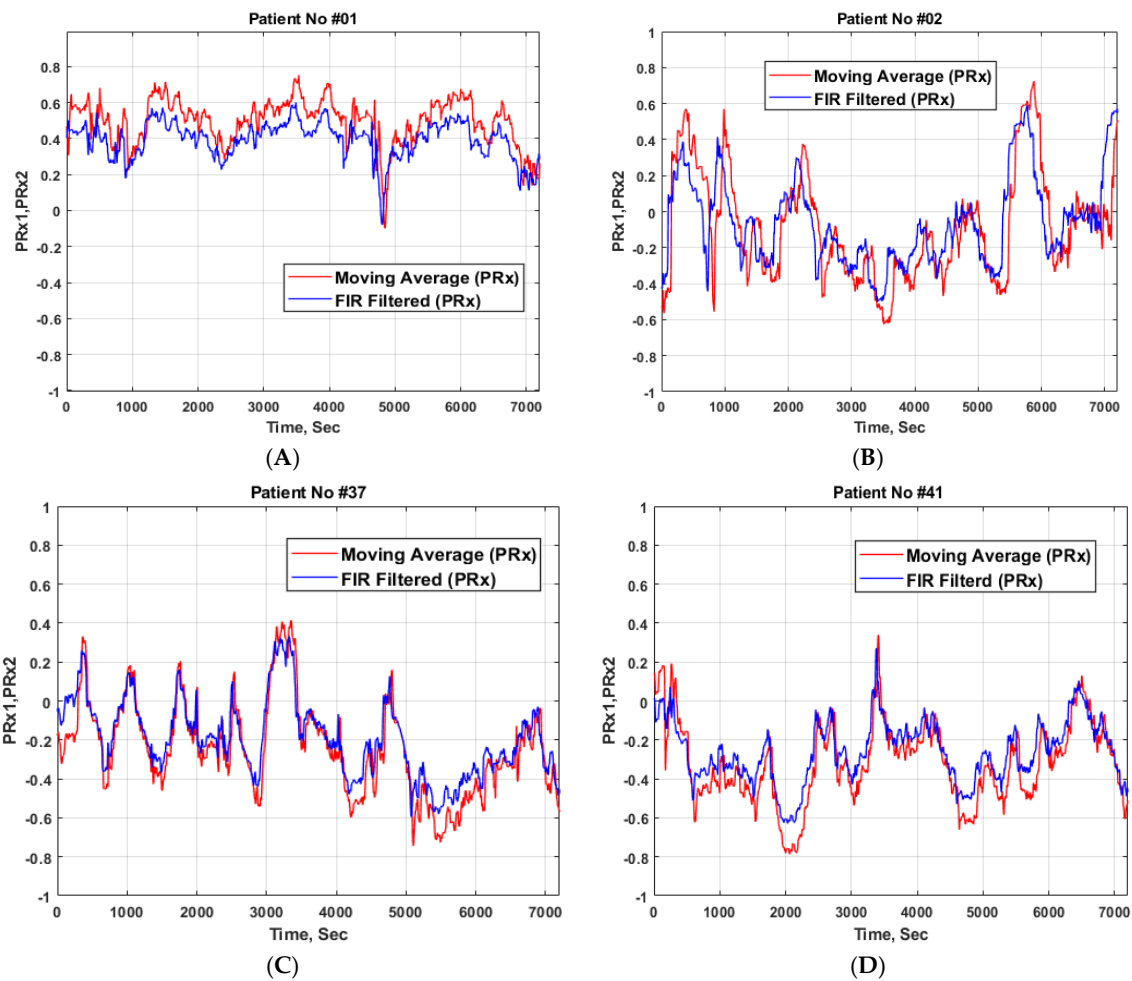 Patient No #01
0.8
0.6
0.4
0.2
0
-0.2
-0.4
-0.6
-0.8
-1
PRx1,PRx2
Moving Average (PRx)
FIR Filtered (PRx)
0 1000 2000 3000 4000 5000 6000 7000
Time, Sec
(A)
Patient No #02
1
0.8
0.6
0.4
0.2
0
-0.2
-0.4
-0.6
-0.8
-1
PRx1,PRx2
Moving Average (PRx)
FIR Filtered (PRx)
0 1000 2000 3000 4000 5000 6000 7000
Time, Sec
(B)
Patient No #37
1
0.8
0.6
0.4
0.2
0
-0.2
-0.4
-0.6
-0.8
-1
PRx1,PRx2
Moving Average (PRx)
FIR Filtered (PRx)
0 1000 2000 3000 4000 5000 6000 7000
Time, Sec
(C)
Patient No #41
1
0.8
0.6
0.4
0.2
0
-0.2
-0.4
-0.6
-0.8
-1
PRx1,PRx2
Moving Average (PRx)
FIR Filterd (PRx)
0 1000 2000 3000 4000 5000 6000 7000
Time, Sec
(D)